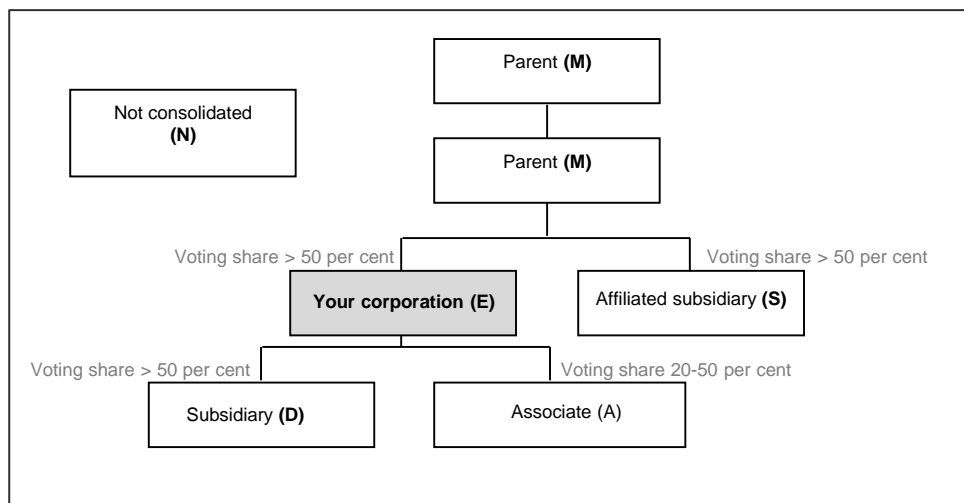 Parent (M)
Not consolidated
(N)
Parent (M)
Voting share > 50 per cent
Voting share > 50 per cent
Your corporation (E)
Affiliated subsidiary (S)
Voting share > 50 per cent
Voting share 20-50 per cent
Subsidiary (D)
Associate (A)